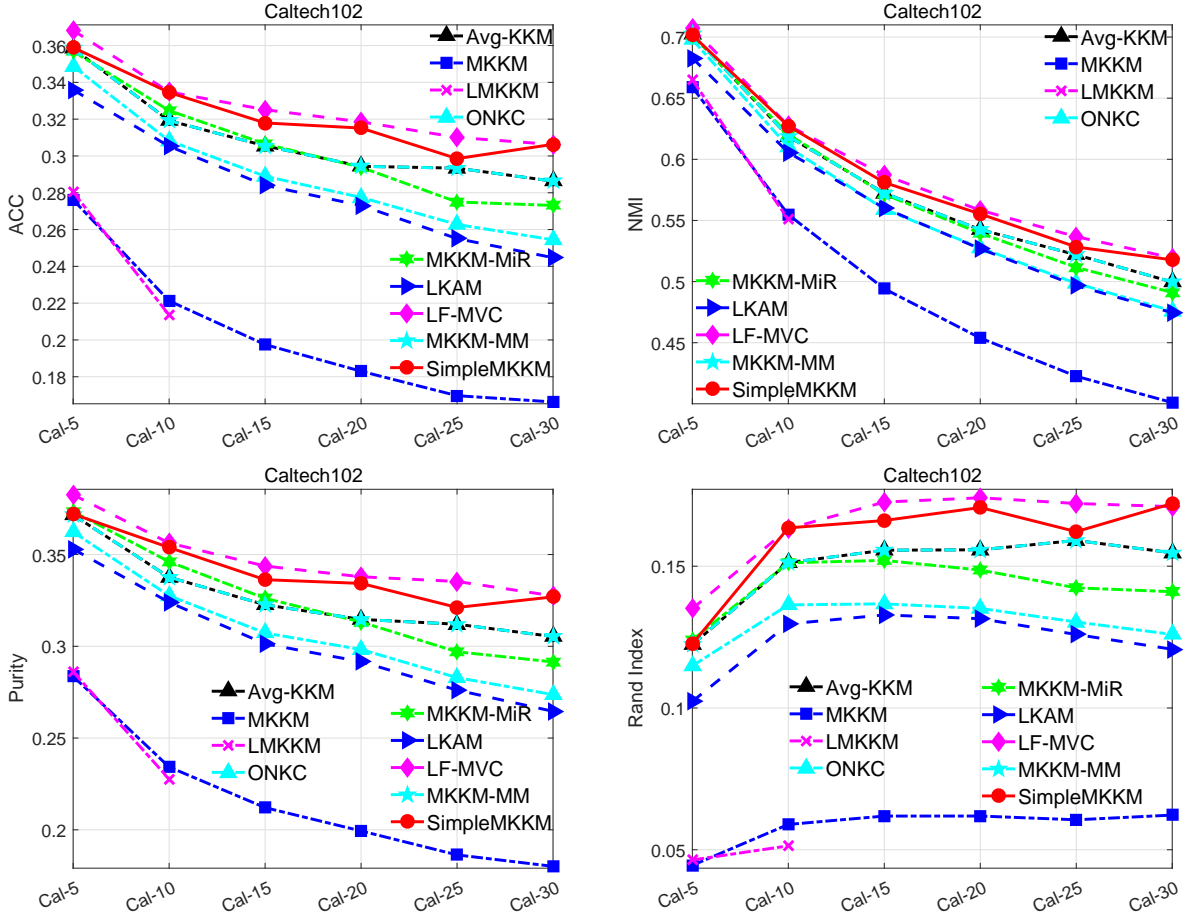 Caltech102
0.36
0.34
0.32
0.3
0.28
0.26
0.24
0.22
0.2
0.18
ACC
Cal-5
Cal-10
Cal-15
Cal-20
Cal-25
Cal-30
Avg-KKM
MKKM
LMKKM
ONKC
MKKM-MiR
LKAM
LF-MVC
MKKM-MM
SimpleMKKM
Caltech102
0.7
0.65
0.6
0.55
0.5
0.45
NMI
Cal-5
Cal-10
Cal-15
Cal-20
Cal-25
Cal-30
Avg-KKM
MKKM
LMKKM
ONKC
MKKM-MiR
LKAM
LF-MVC
MKKM-MM
SimpleMKKM
Caltech102
0.35
0.3
0.25
0.2
Purity
Cal-5
Cal-10
Cal-15
Cal-20
Cal-25
Cal-30
Avg-KKM
MKKM
LMKKM
ONKC
MKKM-MiR
LKAM
LF-MVC
MKKM-MM
SimpleMKKM
Caltech102
0.15
0.1
0.05
Rand Index
Cal-5
Cal-10
Cal-15
Cal-20
Cal-25
Cal-30
Avg-KKM
MKKM
LMKKM
ONKC
MKKM-MiR
LKAM
LF-MVC
MKKM-MM
SimpleMKKM